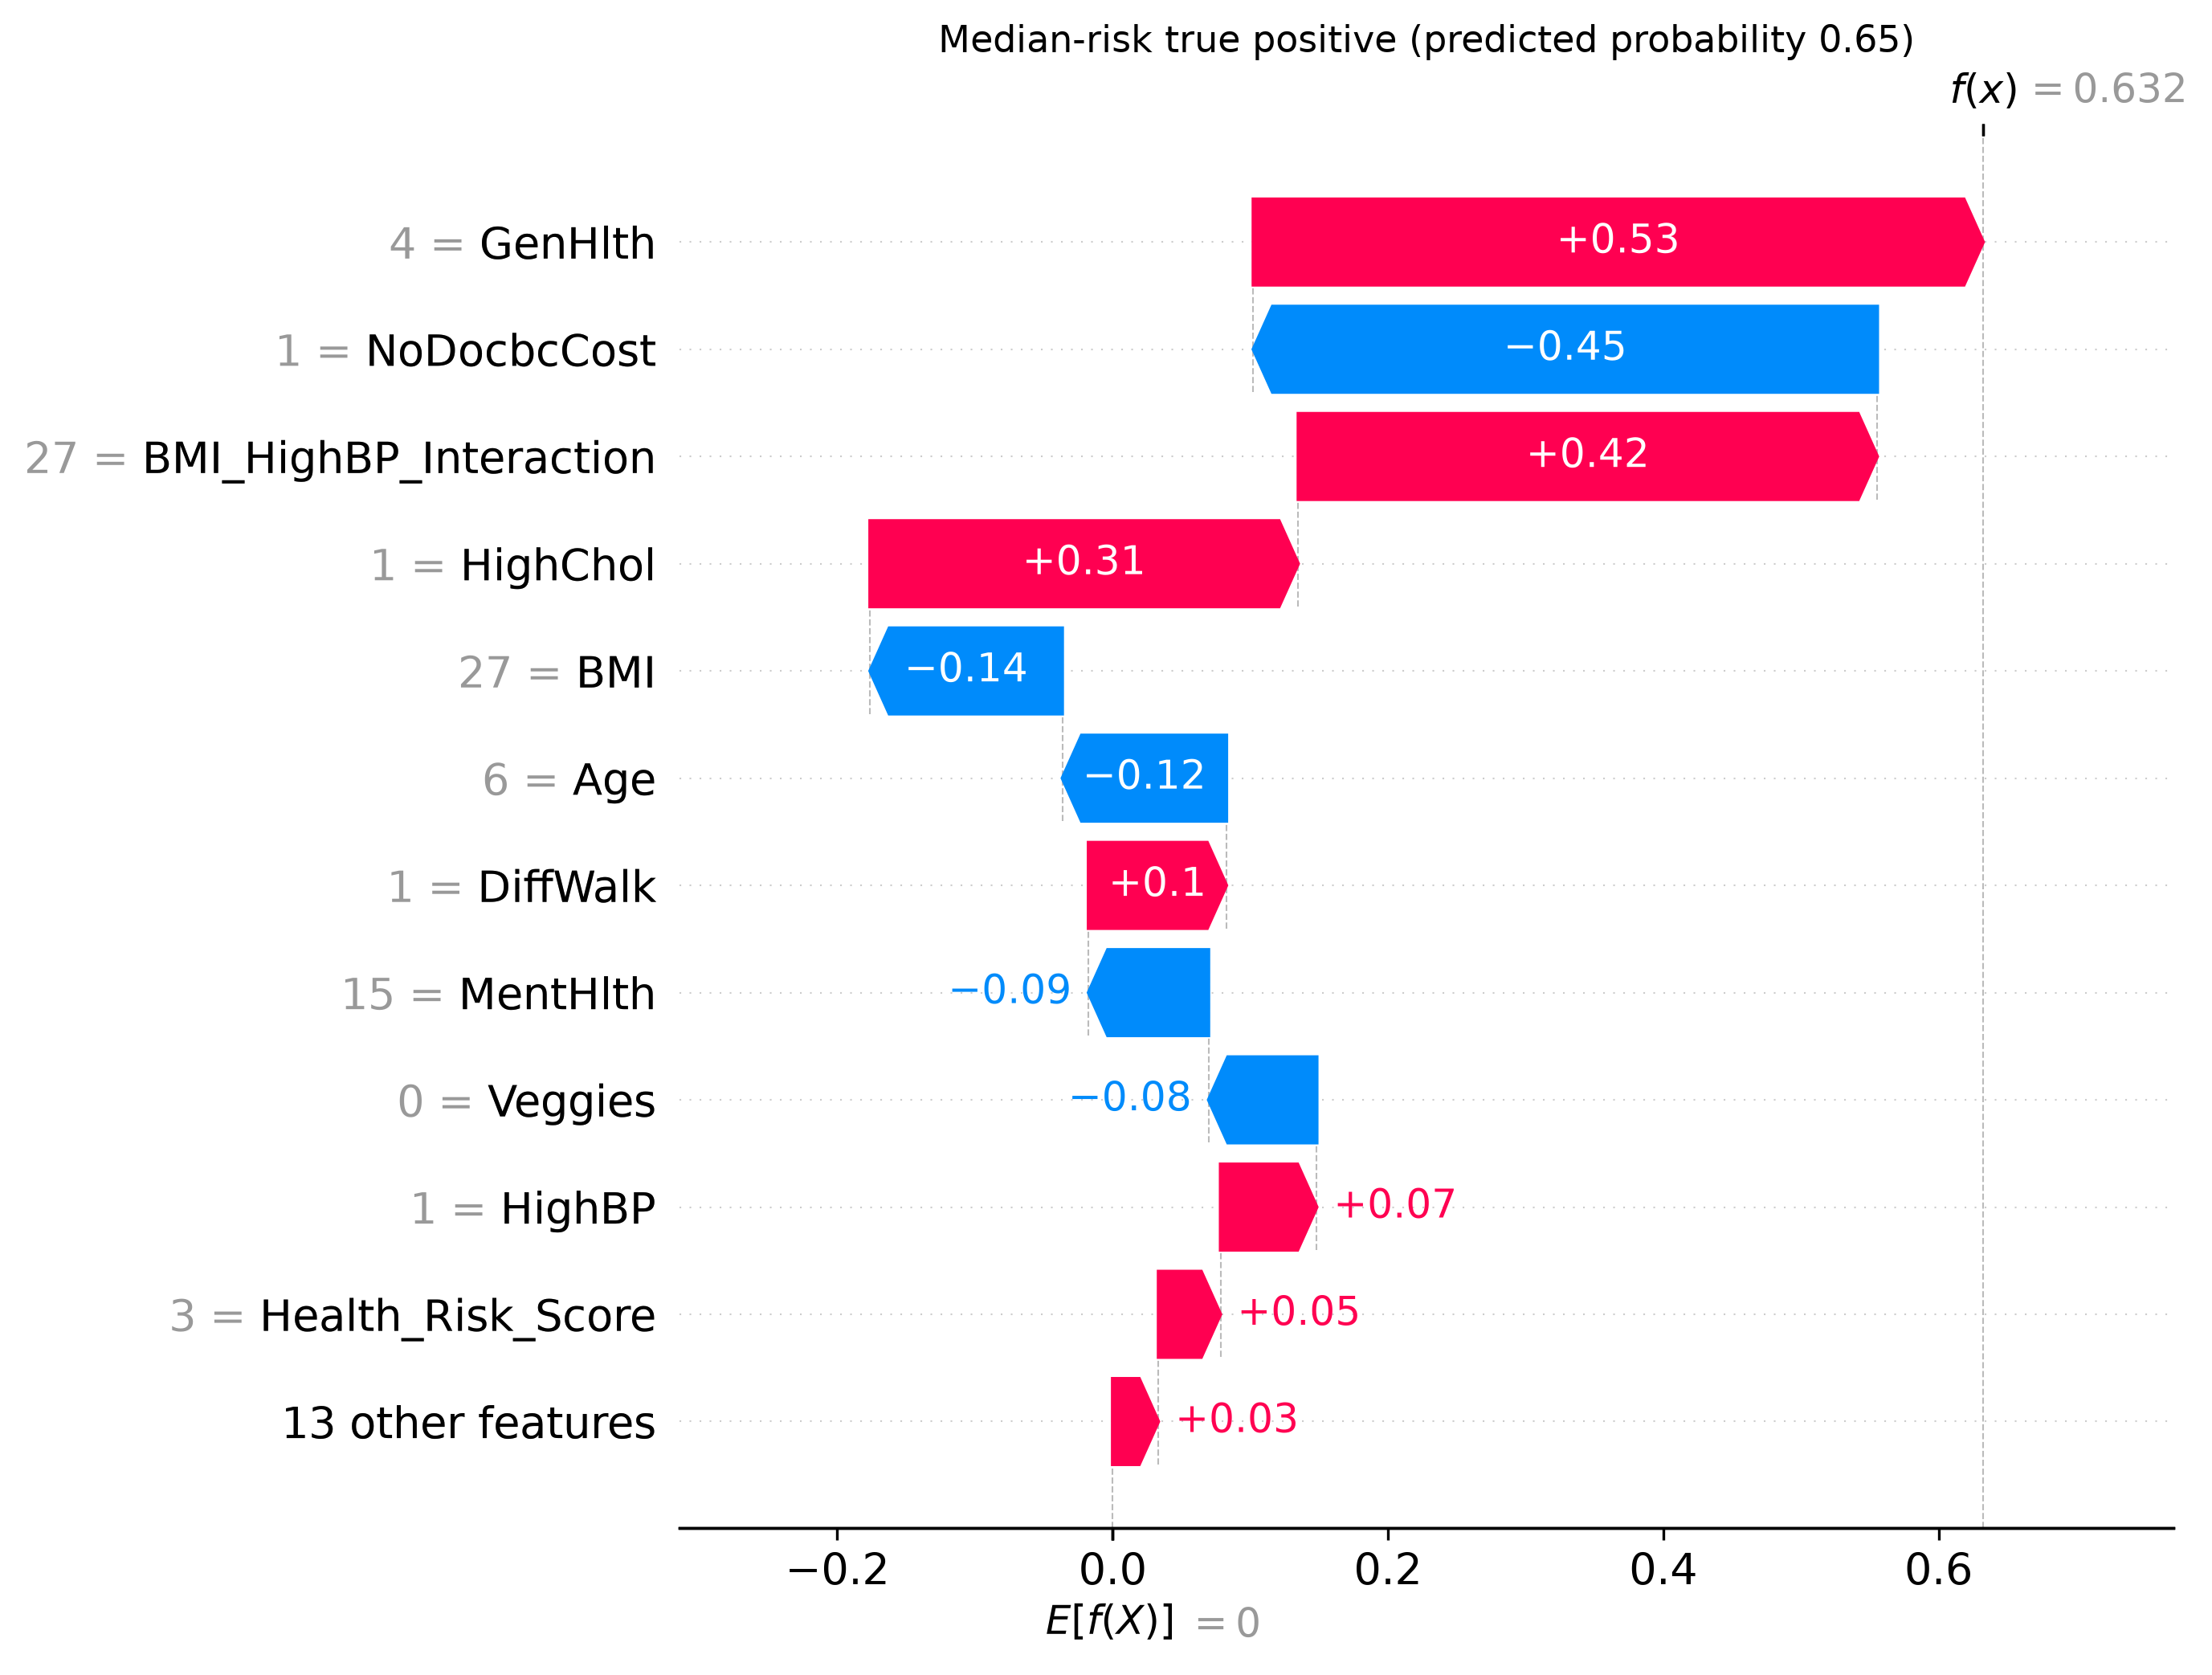 Median-risk true positive (predicted probability 0.65)
f(x) = 0.632
4 = GenHlth +0.53
1 = NoDocbcCost −0.45
27 = BMI_HighBP_Interaction +0.42
1 = HighChol +0.31
27 = BMI −0.14
6 = Age −0.12
1 = DiffWalk +0.1
15 = MentHlth −0.09
0 = Veggies −0.08
1 = HighBP +0.07
3 = Health_Risk_Score +0.05
13 other features +0.03
−0.2 0.0 0.2 0.4 0.6
E[f(X)] = 0